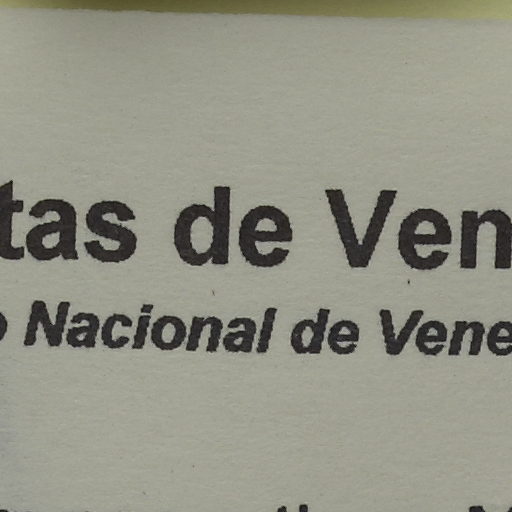 tas de Ven
o Nacional de Vene